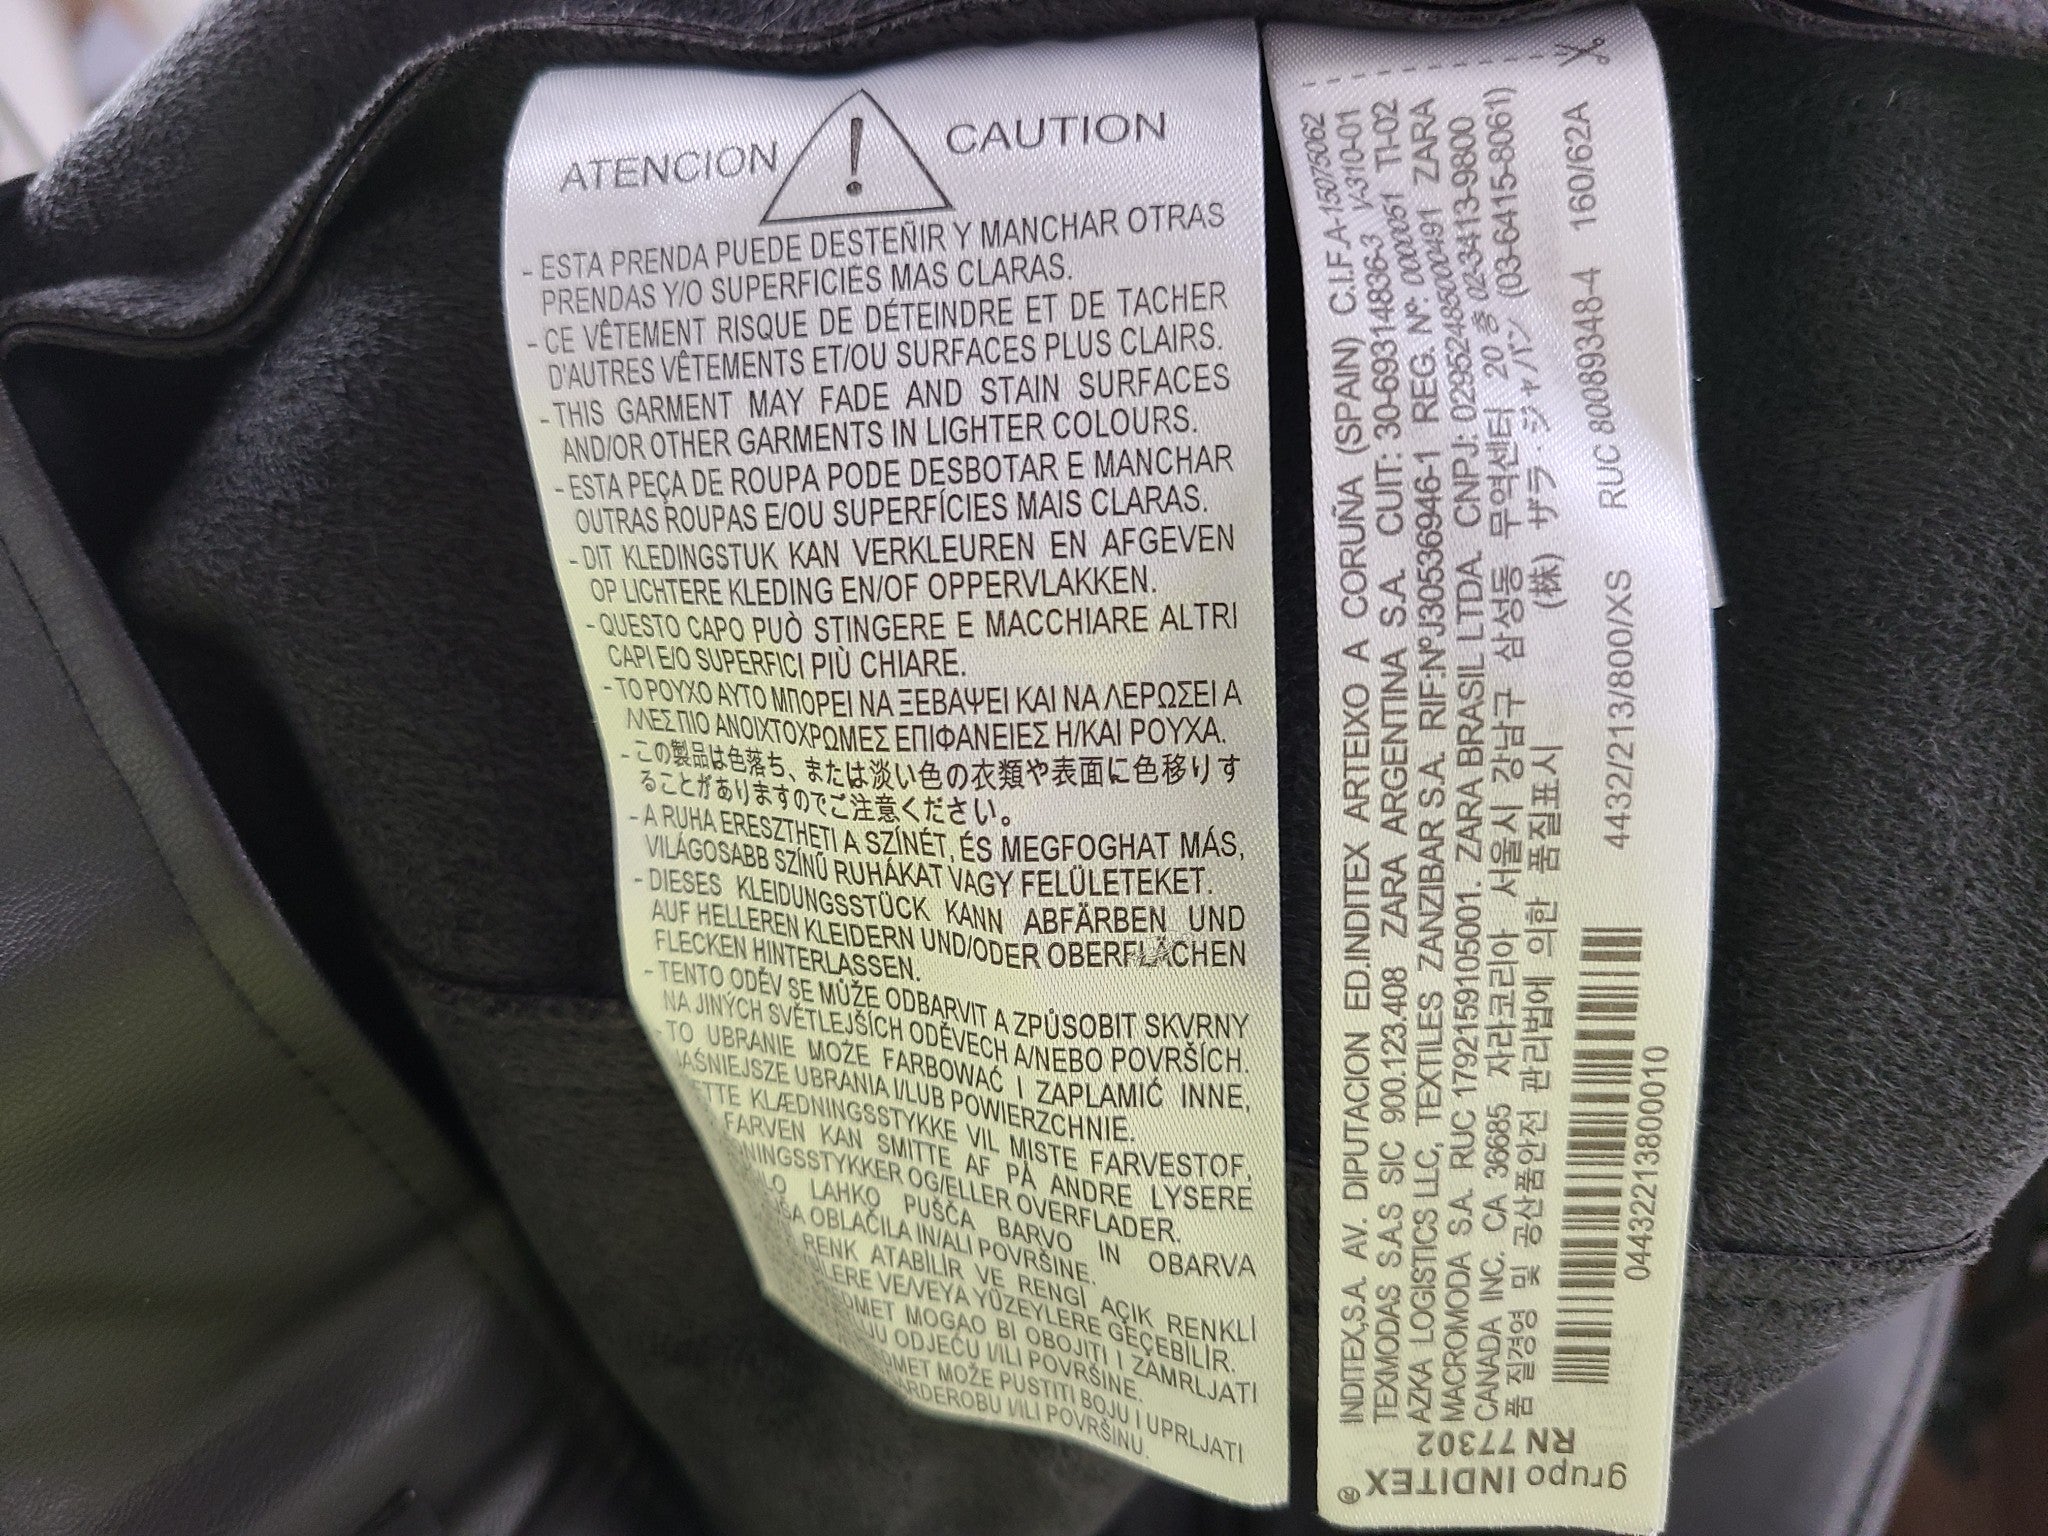 ATENCION ! CAUTION
- ESTA PRENDA PUEDE DESTEÑIR Y MANCHAR OTRAS
PRENDAS Y/O SUPERFICIES MAS CLARAS.
- CE VÊTEMENT RISQUE DE DÉTEINDRE ET DE TACHER
D'AUTRES VÊTEMENTS ET/OU SURFACES PLUS CLAIRS.
- THIS GARMENT MAY FADE AND STAIN SURFACES
AND/OR OTHER GARMENTS IN LIGHTER COLOURS.
- ESTA PEÇA DE ROUPA PODE DESBOTAR E MANCHAR
OUTRAS ROUPAS E/OU SUPERFÍCIES MAIS CLARAS.
- DIT KLEDINGSTUK KAN VERKLEUREN EN AFGEVEN
OP LICHTERE KLEDING EN/OF OPPERVLAKKEN.
- QUESTO CAPO PUÒ STINGERE E MACCHIARE ALTRI
CAPI E/O SUPERFICI PIÙ CHIARE.
- ΤΟ ΡΟΥΧΟ ΑΥΤΟ ΜΠΟΡΕΙ ΝΑ ΞΕΒΑΨΕΙ ΚΑΙ ΝΑ ΛΕΡΩΣΕΙ Α
ΛΛΕΣ ΠΙΟ ΑΝΟΙΧΤΟΧΡΩΜΕΣ ΕΠΙΦΑΝΕΙΕΣ Η/ΚΑΙ ΡΟΥΧΑ.
- この製品は色落ち、または淡い色の衣類や表面に色移りす
ることがありますのでご注意ください。
- A RUHA ERESZTHETI A SZÍNÉT, ÉS MEGFOGHAT MÁS,
VILÁGOSABB SZÍNŰ RUHÁKAT VAGY FELÜLETEKET.
- DIESES KLEIDUNGSSTÜCK KANN ABFÄRBEN UND
AUF HELLEREN KLEIDERN UND/ODER OBERFLÄCHEN
FLECKEN HINTERLASSEN.
- TENTO ODĚV SE MŮŽE ODBARVIT A ZPŮSOBIT SKVRNY
NA JINÝCH SVĚTLEJŠÍCH ODĚVECH A/NEBO POVRŠÍCH.
- TO UBRANIE MOŻE FARBOWAĆ I ZAPLAMIĆ INNE,
JAŚNIEJSZE UBRANIA I/LUB POWIERZCHNIE.
KLÆDNINGSSTYKKE VIL MISTE FARVESTOF,
FARVEN KAN SMITTE AF PÅ ANDRE LYSERE
OG/ELLER OVERFLADER.
LAHKO PUŠČA BARVO IN OBARVA
OBLAČILA IN/ALI POVRŠINE.
RENK ATABİLİR VE RENGİ AÇIK RENKLİ
VE/VEYA YÜZEYLERE GEÇEBİLİR.
MOGAO BI OBOJITI I ZAMRLJATI
ODJEĆU I/ILI POVRŠINE.
MOŽE PUSTITI BOJU I UPRLJATI
GARDEROBU I/ILI POVRŠINU.
grupo INDITEX®
RN 77302
INDITEX,S.A. AV. DIPUTACION ED.INDITEX ARTEIXO A CORUÑA (SPAIN) C.I.F.A-15075062
TEXMODAS S.A.S SIC 900.123.408 ZARA ARGENTINA S.A. CUIT: 30-69314836-3 V-310-01
AZKA LOGISTICS LLC, TEXTILES ZANZIBAR S.A. RIF:NºJ30536946-1 REG. Nº. 0000051 TI-02
MACROMODA S.A. RUC 1792159105001. ZARA BRASIL LTDA. CNPJ: 02952485000491 ZARA
CANADA INC. CA 36685 자라코리아 서울시 강남구 삼성동 무역센터 20 층 02-3413-9800
품 질경영 및 공산품안전 관리법에 의한 품질표시 (株) ザラ.ジャパン (03-6415-8061)
04432213800010
4432/213/800/XS RUC 80089348-4 160/62A